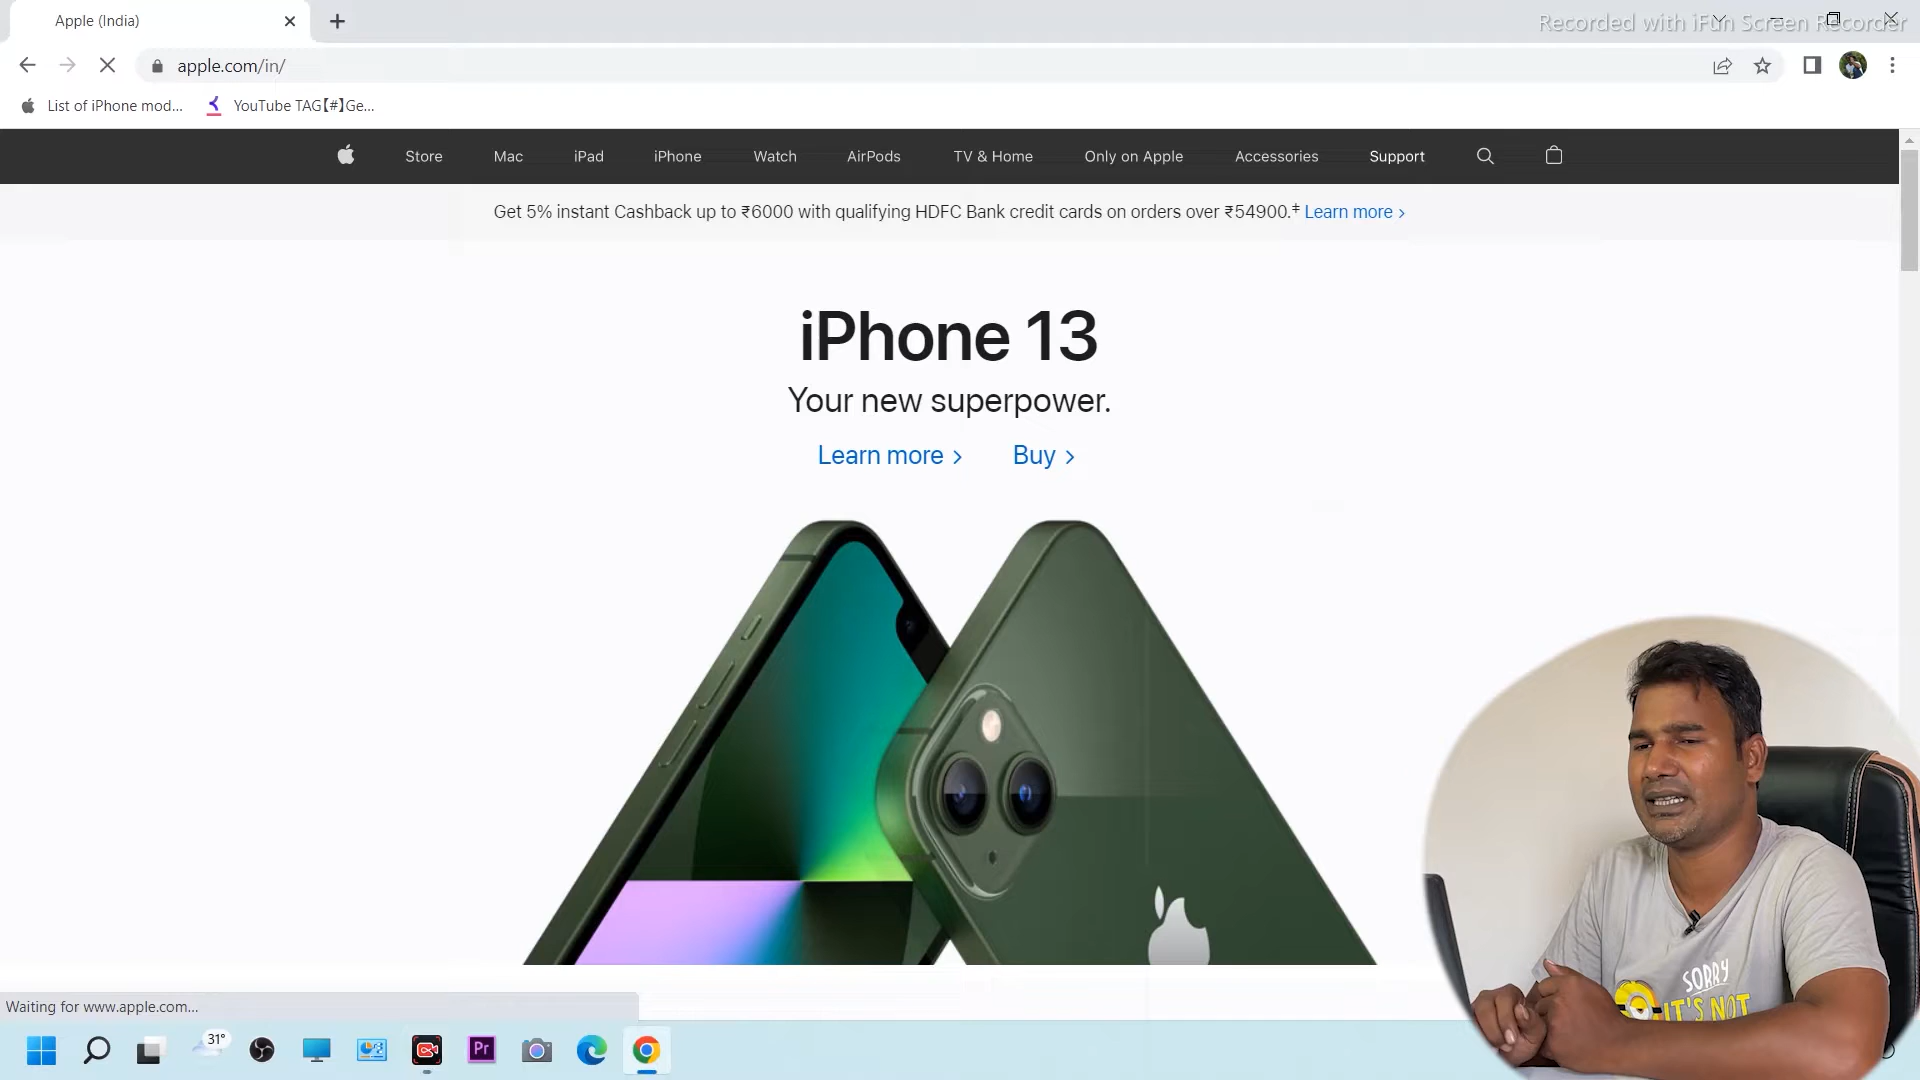 Apple (India)
Recorded with iFun Screen Recorder
apple.com/in/
List of iPhone mod...
YouTube TAG【#】Ge...
Store
Mac
iPad
iPhone
Watch
AirPods
TV & Home
Only on Apple
Accessories
Support
Get 5% instant Cashback up to ₹6000 with qualifying HDFC Bank credit cards on orders over ₹54900.‡ Learn more >
iPhone 13
Your new superpower.
Learn more >
Buy >
SORRY
IT'S NOT
Waiting for www.apple.com...
31°
Pr